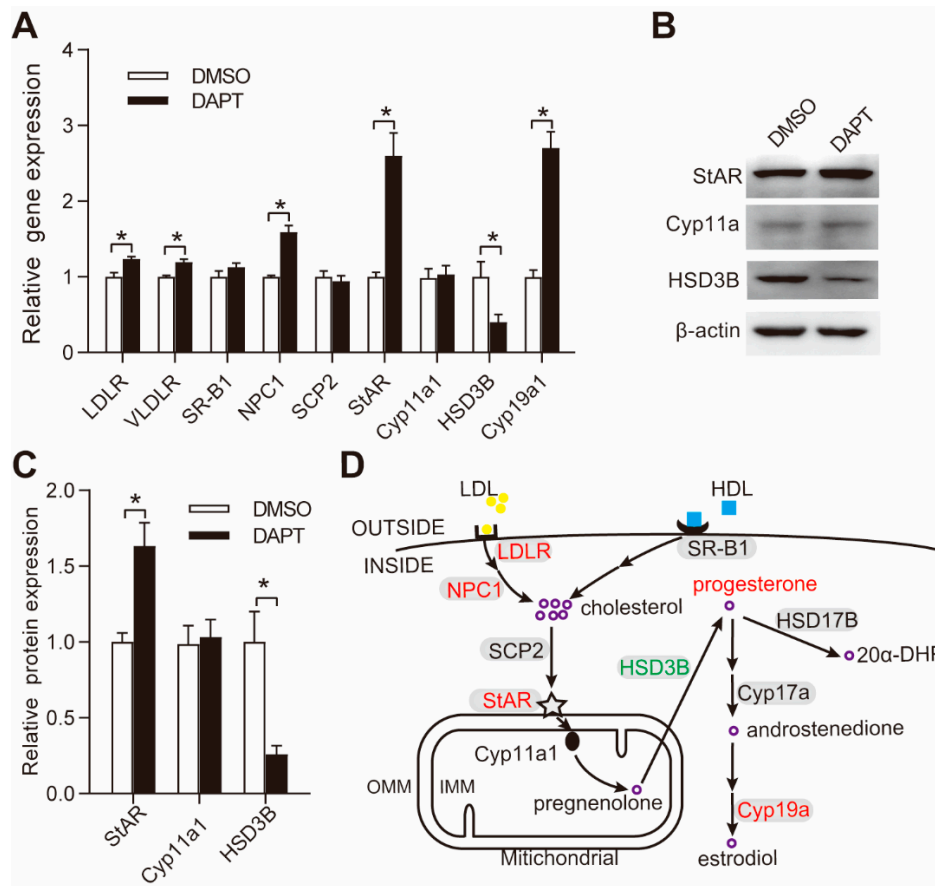 A
4
3
2
1
0
Relative gene expression
DMSO
DAPT
*
*
*
*
*
*
LDLR
VLDLR
SR-B1
NPC1
SCP2
StAR
Cyp11a1
HSD3B
Cyp19a1
B
DMSO
DAPT
StAR
Cyp11a
HSD3B
β-actin
C
2.0
1.5
1.0
0.5
0.0
Relative protein expression
DMSO
DAPT
*
*
StAR
Cyp11a1
HSD3B
D
LDL
HDL
OUTSIDE
INSIDE
LDLR
SR-B1
NPC1
cholesterol
progesterone
HSD17B
SCP2
HSD3B
20α-DHP
StAR
Cyp17a
Cyp11a1
androstenedione
OMM
IMM
pregnenolone
Cyp19a
Mitichondrial
estrodiol